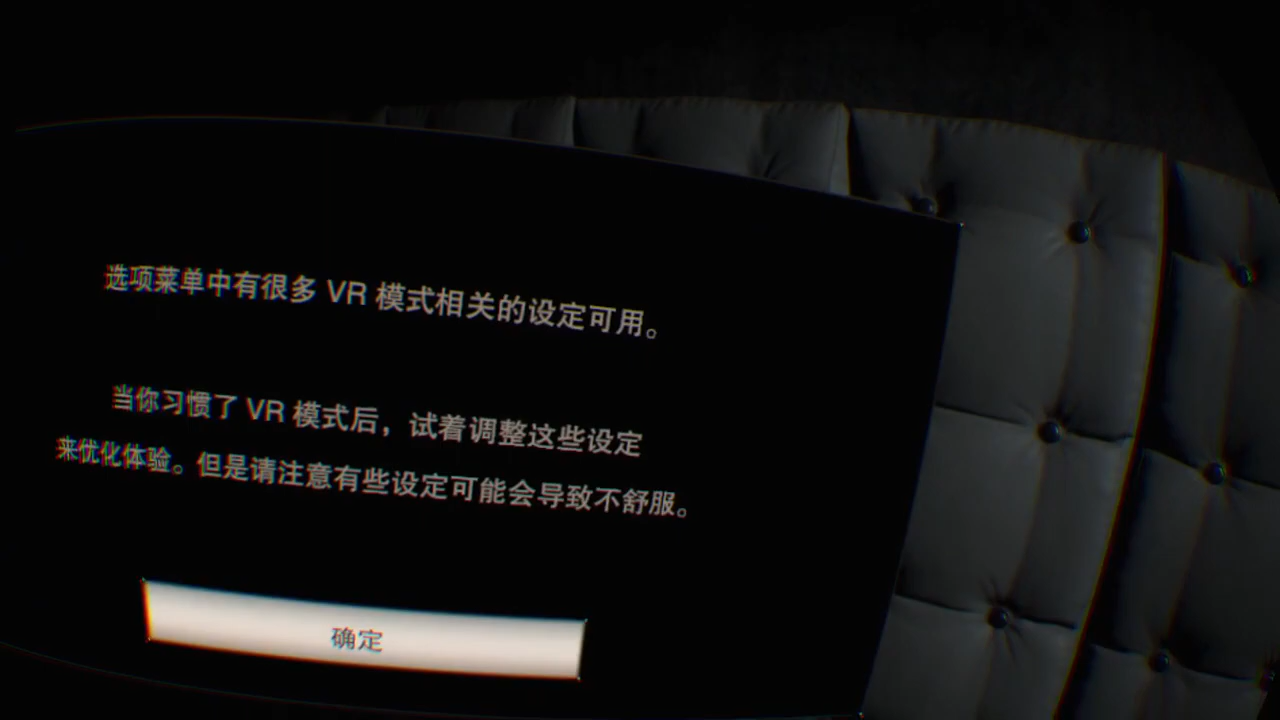 选项菜单中有很多 VR 模式相关的设定可用。
当你习惯了 VR 模式后，试着调整这些设定
来优化体验。但是请注意有些设定可能会导致不舒服。
确定